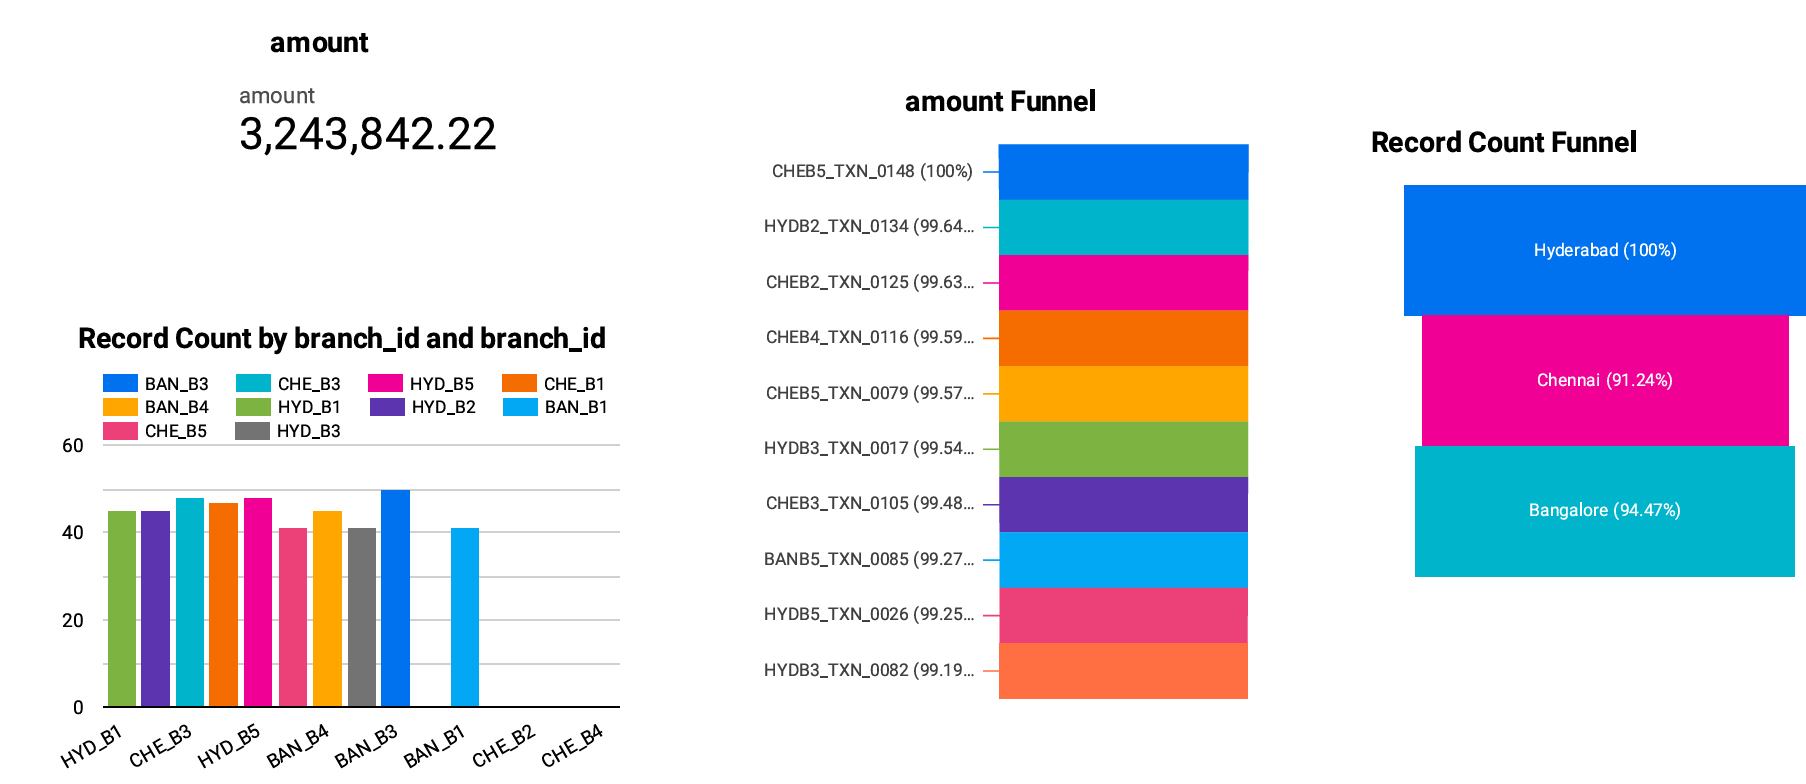 amount
amount
3,243,842.22
Record Count by branch_id and branch_id
BAN_B3 CHE_B3 HYD_B5 CHE_B1
BAN_B4 HYD_B1 HYD_B2 BAN_B1
CHE_B5 HYD_B3
60
40
20
0
HYD_B1 CHE_B3 HYD_B5 BAN_B4 BAN_B3 BAN_B1 CHE_B2 CHE_B4
amount Funnel
CHEB5_TXN_0148 (100%)
HYDB2_TXN_0134 (99.64...
CHEB2_TXN_0125 (99.63...
CHEB4_TXN_0116 (99.59...
CHEB5_TXN_0079 (99.57...
HYDB3_TXN_0017 (99.54...
CHEB3_TXN_0105 (99.48...
BANB5_TXN_0085 (99.27...
HYDB5_TXN_0026 (99.25...
HYDB3_TXN_0082 (99.19...
Record Count Funnel
Hyderabad (100%)
Chennai (91.24%)
Bangalore (94.47%)